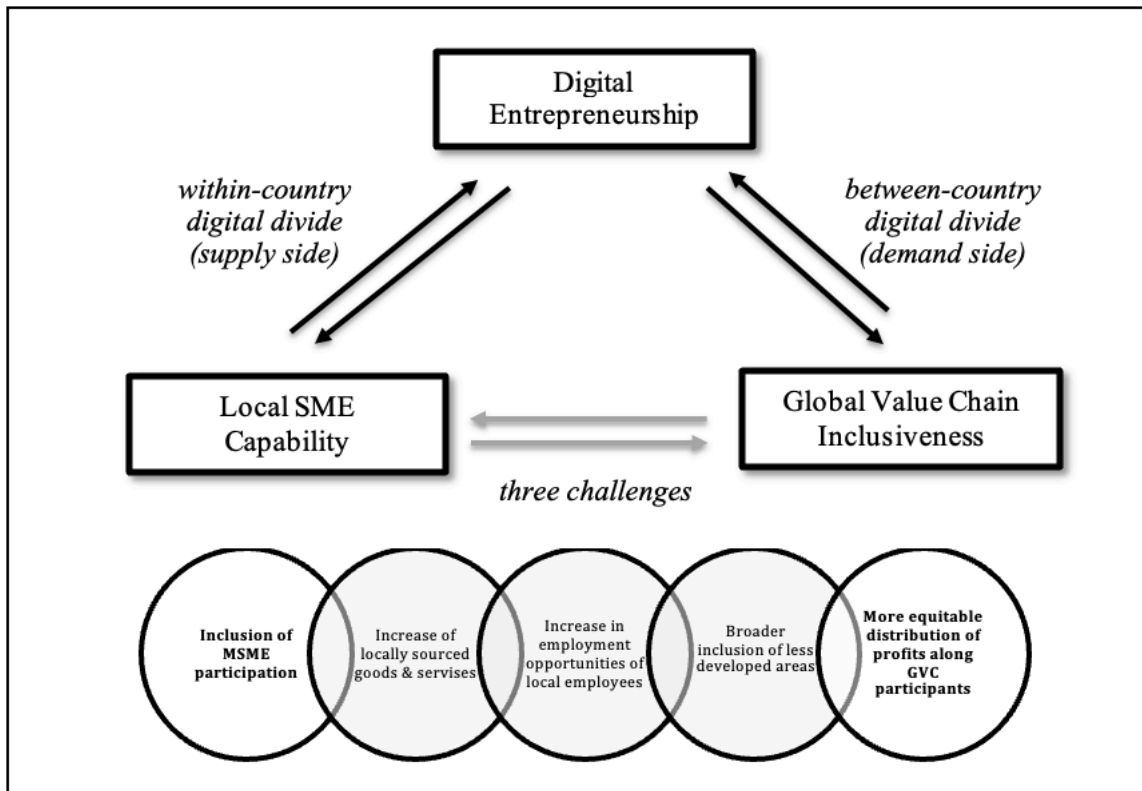 Digital
Entrepreneurship
within-country
digital divide
(supply side)
between-country
digital divide
(demand side)
Local SME
Capability
Global Value Chain
Inclusiveness
three challenges
Inclusion of
MSME
participation
Increase of
locally sourced
goods & servises
Increase in
employment
opportunities of
local employees
Broader
inclusion of less
developed areas
More equitable
distribution of
profits along
GVC
participants